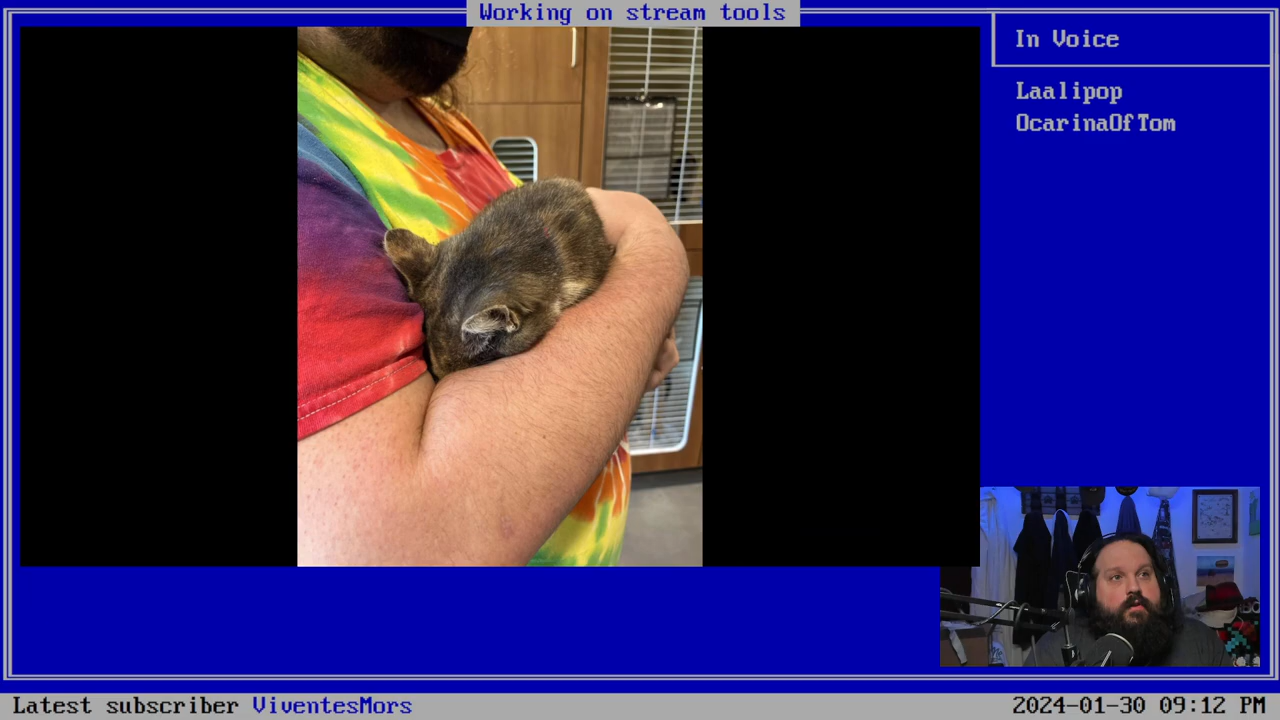 Working on stream tools
In Voice
Laalipop
OcarinaOfTom
Latest subscriber ViventesMors
2024-01-30 09:12 PM